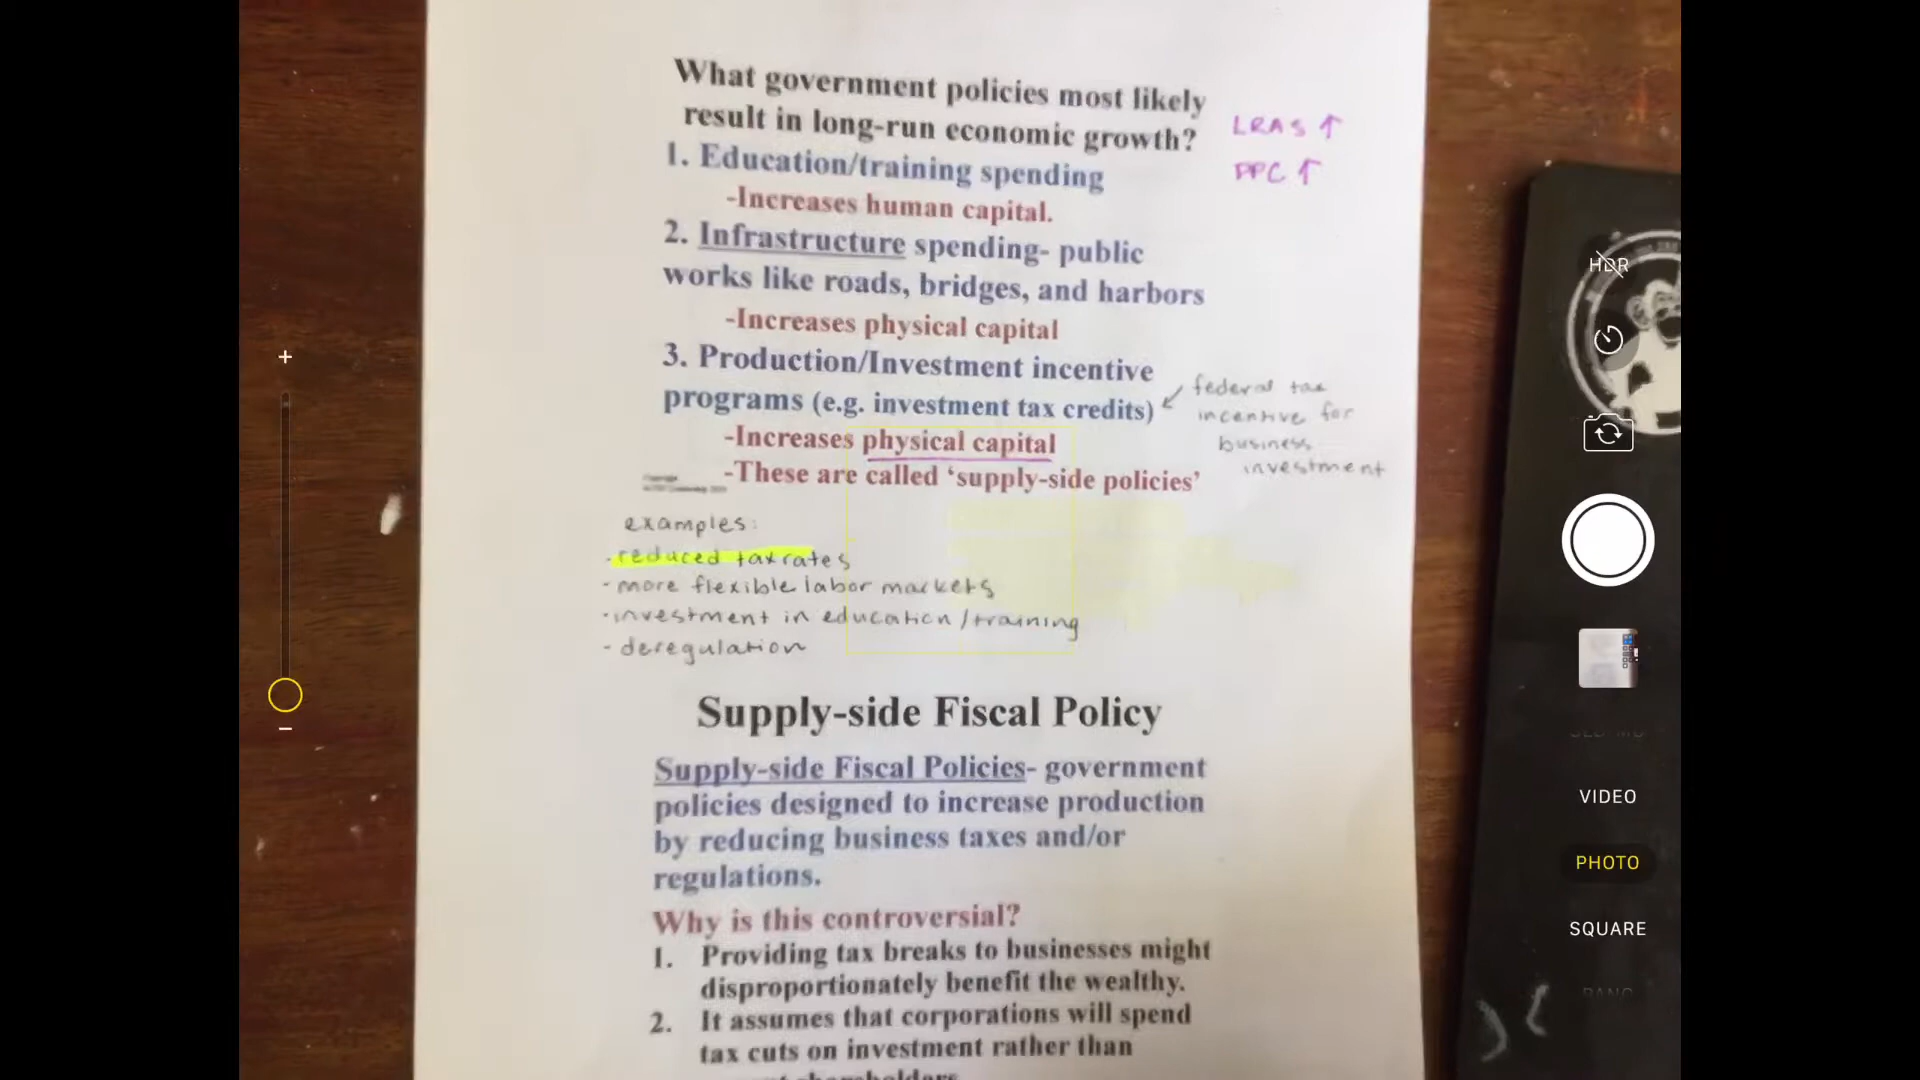 What government policies most likely
result in long-run economic growth?
LRAS ↑
PPC ↑
1. Education/training spending
-Increases human capital.
2. Infrastructure spending- public
works like roads, bridges, and harbors
-Increases physical capital
3. Production/Investment incentive
programs (e.g. investment tax credits)
federal tax
incentive for
business
investment
-Increases physical capital
-These are called ‘supply-side policies’
Copyright
examples:
-reduced tax rates
-more flexible labor markets
-investment in education/training
- deregulation
Supply-side Fiscal Policy
Supply-side Fiscal Policies- government
policies designed to increase production
by reducing business taxes and/or
regulations.
Why is this controversial?
1. Providing tax breaks to businesses might
disproportionately benefit the wealthy.
2. It assumes that corporations will spend
tax cuts on investment rather than
shareholders
HDR
VIDEO
PHOTO
SQUARE
PANO